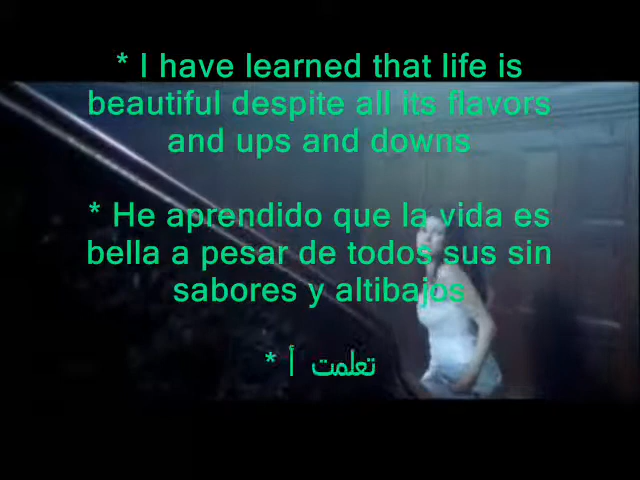 * I have learned that life is
beautiful despite all its flavors
and ups and downs
* He aprendido que la vida es
bella a pesar de todos sus sin
sabores y altibajos
* تعلمت أ